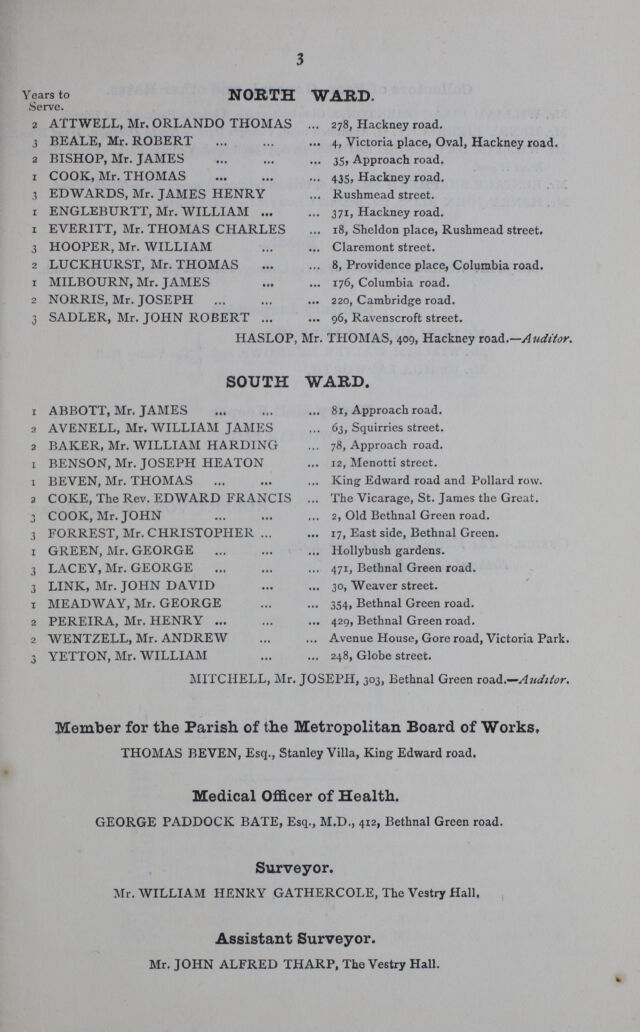 3
Years to
Serve.
NORTH WARD.
2 ATTWELL, Mr. ORLANDO THOMAS ... 278, Hackney road.
3 BEALE, Mr. ROBERT ... ... ... 4, Victoria place, Oval, Hackney road.
2 BISHOP, Mr. JAMES ... ... ... 35, Approach road.
1 COOK, Mr. THOMAS ... ... ... 435, Hackney road.
3 EDWARDS, Mr. JAMES HENRY ... Rushmead street.
1 ENGLEBURTT, Mr. WILLIAM ... ... 371, Hackney road.
1 EVERITT, Mr. THOMAS CHARLES ... 18, Sheldon place, Rushmead street.
3 HOOPER, Mr. WILLIAM ... ... Claremont street.
2 LUCKHURST, Mr. THOMAS ... ... 8, Providence place, Columbia road.
1 MILBOURN, Mr. JAMES ... ... 176, Columbia road.
2 NORRIS, Mr. JOSEPH ... ... ... 220, Cambridge road.
3 SADLER, Mr. JOHN ROBERT ... ... 96, Ravenscroft street.
HASLOP, Mr. THOMAS, 409, Hackney road.—Auditor.
SOUTH WARD.
1 ABBOTT, Mr. JAMES ... ... ... 81, Approach road.
2 AVENELL, Mr. WILLIAM JAMES ... 63, Squirries street.
2 BAKER, Mr. WILLIAM HARDING ... 78, Approach road.
1 BENSON, Mr. JOSEPH HEATON ... 12, Menotti street.
1 BEVEN, Mr. THOMAS ... ... ... King Edward road and Pollard row.
2 COKE, The Rev. EDWARD FRANCIS ... The Vicarage, St. James the Great.
3 COOK, Mr. JOHN ... ... ... 2, Old Bethnal Green road.
3 FORREST, Mr. CHRISTOPHER ... ... 17, East side, Bethnal Green.
1 GREEN, Mr. GEORGE ... ... ... Hollybush gardens.
3 LACEY, Mr. GEORGE ... ... ... 471, Bethnal Green road.
3 LINK, Mr. JOHN DAVID ... ... 30, Weaver street.
1 MEADWAY, Mr. GEORGE ... ... 354, Bethnal Green road.
2 PEREIRA, Mr. HENRY ... ... ... 429, Bethnal Green road.
2 WENTZELL, Mr. ANDREW ... ... Avenue House, Gore road, Victoria Park.
3 YETTON, Mr. WILLIAM ... ... 248, Globe street.
MITCHELL, Mr. JOSEPH, 303, Bethnal Green road.—Auditor.
Member for the Parish of the Metropolitan Board of Works.
THOMAS BEVEN, Esq., Stanley Villa, King Edward road.
Medical Officer of Health.
GEORGE PADDOCK BATE, Esq., M.D., 412, Bethnal Green road.
Surveyor.
Mr. WILLIAM HENRY GATHERCOLE, The Vestry Hall.
Assistant Surveyor.
Mr. JOHN ALFRED THARP, The Vestry Hall.